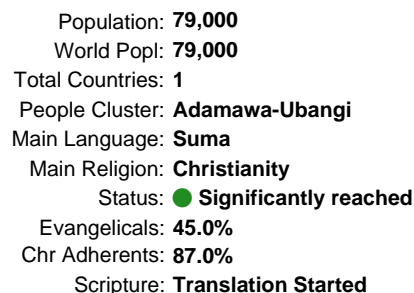 Population: 79,000
World Popl: 79,000
Total Countries: 1
People Cluster: Adamawa-Ubangi
Main Language: Suma
Main Religion: Christianity
Status: Significantly reached
Evangelicals: 45.0%
Chr Adherents: 87.0%
Scripture: Translation Started